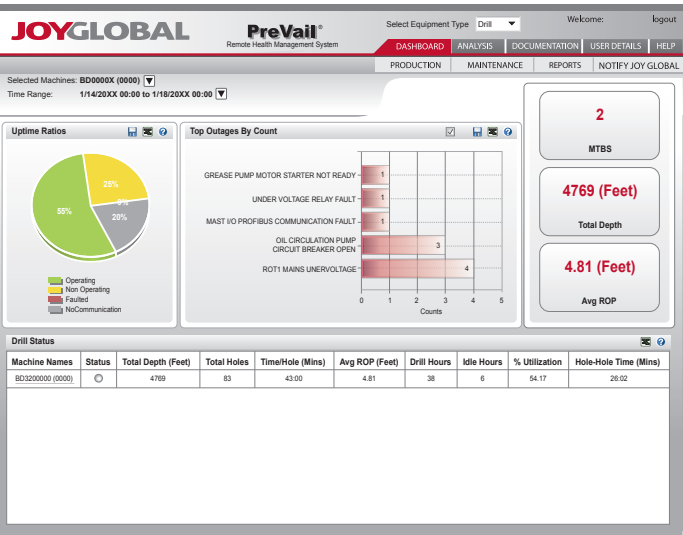 JOYGLOBAL
PreVail®
Remote Health Management System
Select Equipment Type Drill
Welcome:
logout
DASHBOARD ANALYSIS DOCUMENTATION USER DETAILS HELP
PRODUCTION MAINTENANCE REPORTS NOTIFY JOY GLOBAL
Selected Machines: BD0000X (0000)
Time Range: 1/14/20XX 00:00 to 1/18/20XX 00:00
Uptime Ratios
25%
0%
55%
20%
Operating
Non Operating
Faulted
NoCommunication
Top Outages By Count
GREASE PUMP MOTOR STARTER NOT READY 1
UNDER VOLTAGE RELAY FAULT 1
MAST I/O PROFIBUS COMMUNICATION FAULT 1
OIL CIRCULATION PUMP
CIRCUIT BREAKER OPEN 3
ROT1 MAINS UNERVOLTAGE 4
0 1 2 3 4 5
Counts
2
MTBS
4769 (Feet)
Total Depth
4.81 (Feet)
Avg ROP
Drill Status
Machine Names Status Total Depth (Feet) Total Holes Time/Hole (Mins) Avg ROP (Feet) Drill Hours Idle Hours % Utilization Hole-Hole Time (Mins)
BD3200000 (0000) 4769 83 43:00 4.81 38 6 54.17 26:02